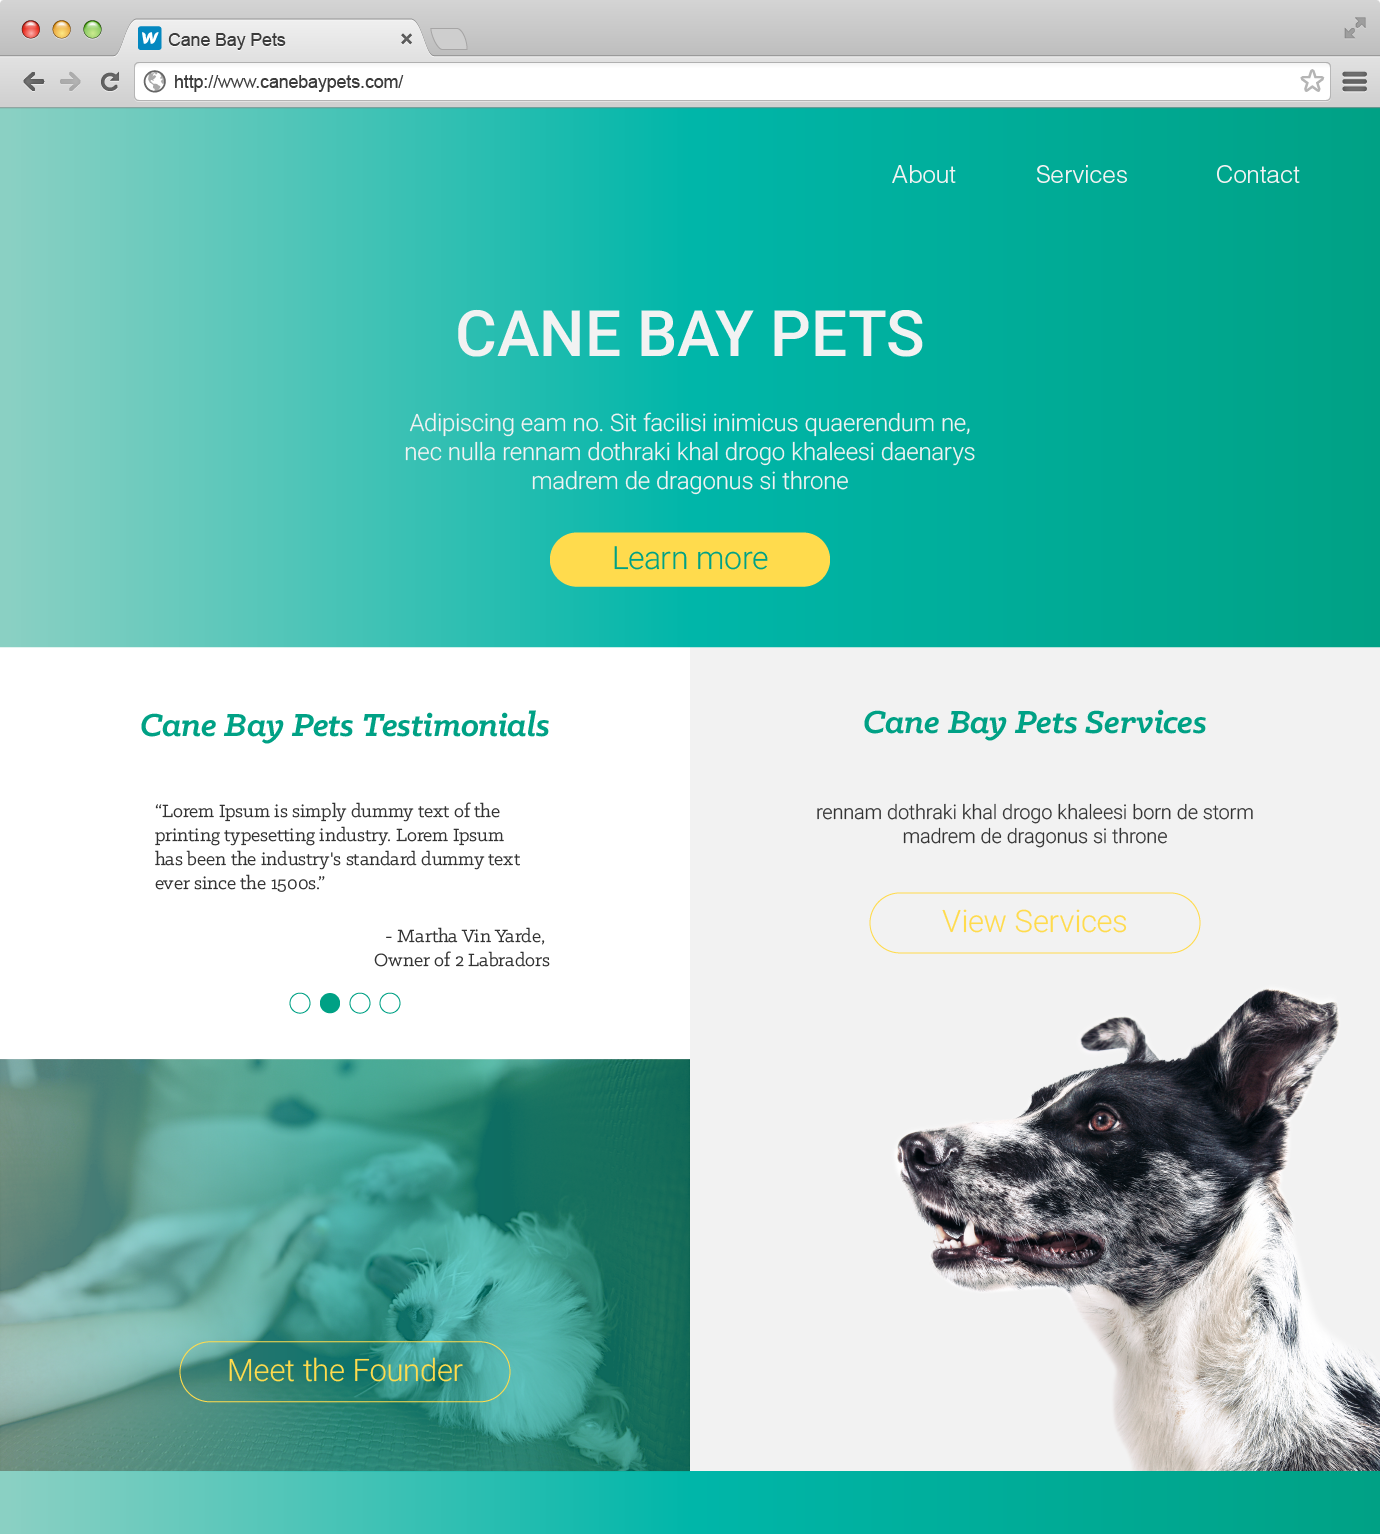 Cane Bay Pets
http://www.canebaypets.com/
About Services Contact
CANE BAY PETS
Adipiscing eam no. Sit facilisi inimicus quaerendum ne,
nec nulla rennam dothraki khal drogo khaleesi daenarys
madrem de dragonus si throne
Learn more
Cane Bay Pets Testimonials
“Lorem Ipsum is simply dummy text of the
printing typesetting industry. Lorem Ipsum
has been the industry's standard dummy text
ever since the 1500s.”
- Martha Vin Yarde,
Owner of 2 Labradors
Meet the Founder
Cane Bay Pets Services
rennam dothraki khal drogo khaleesi born de storm
madrem de dragonus si throne
View Services